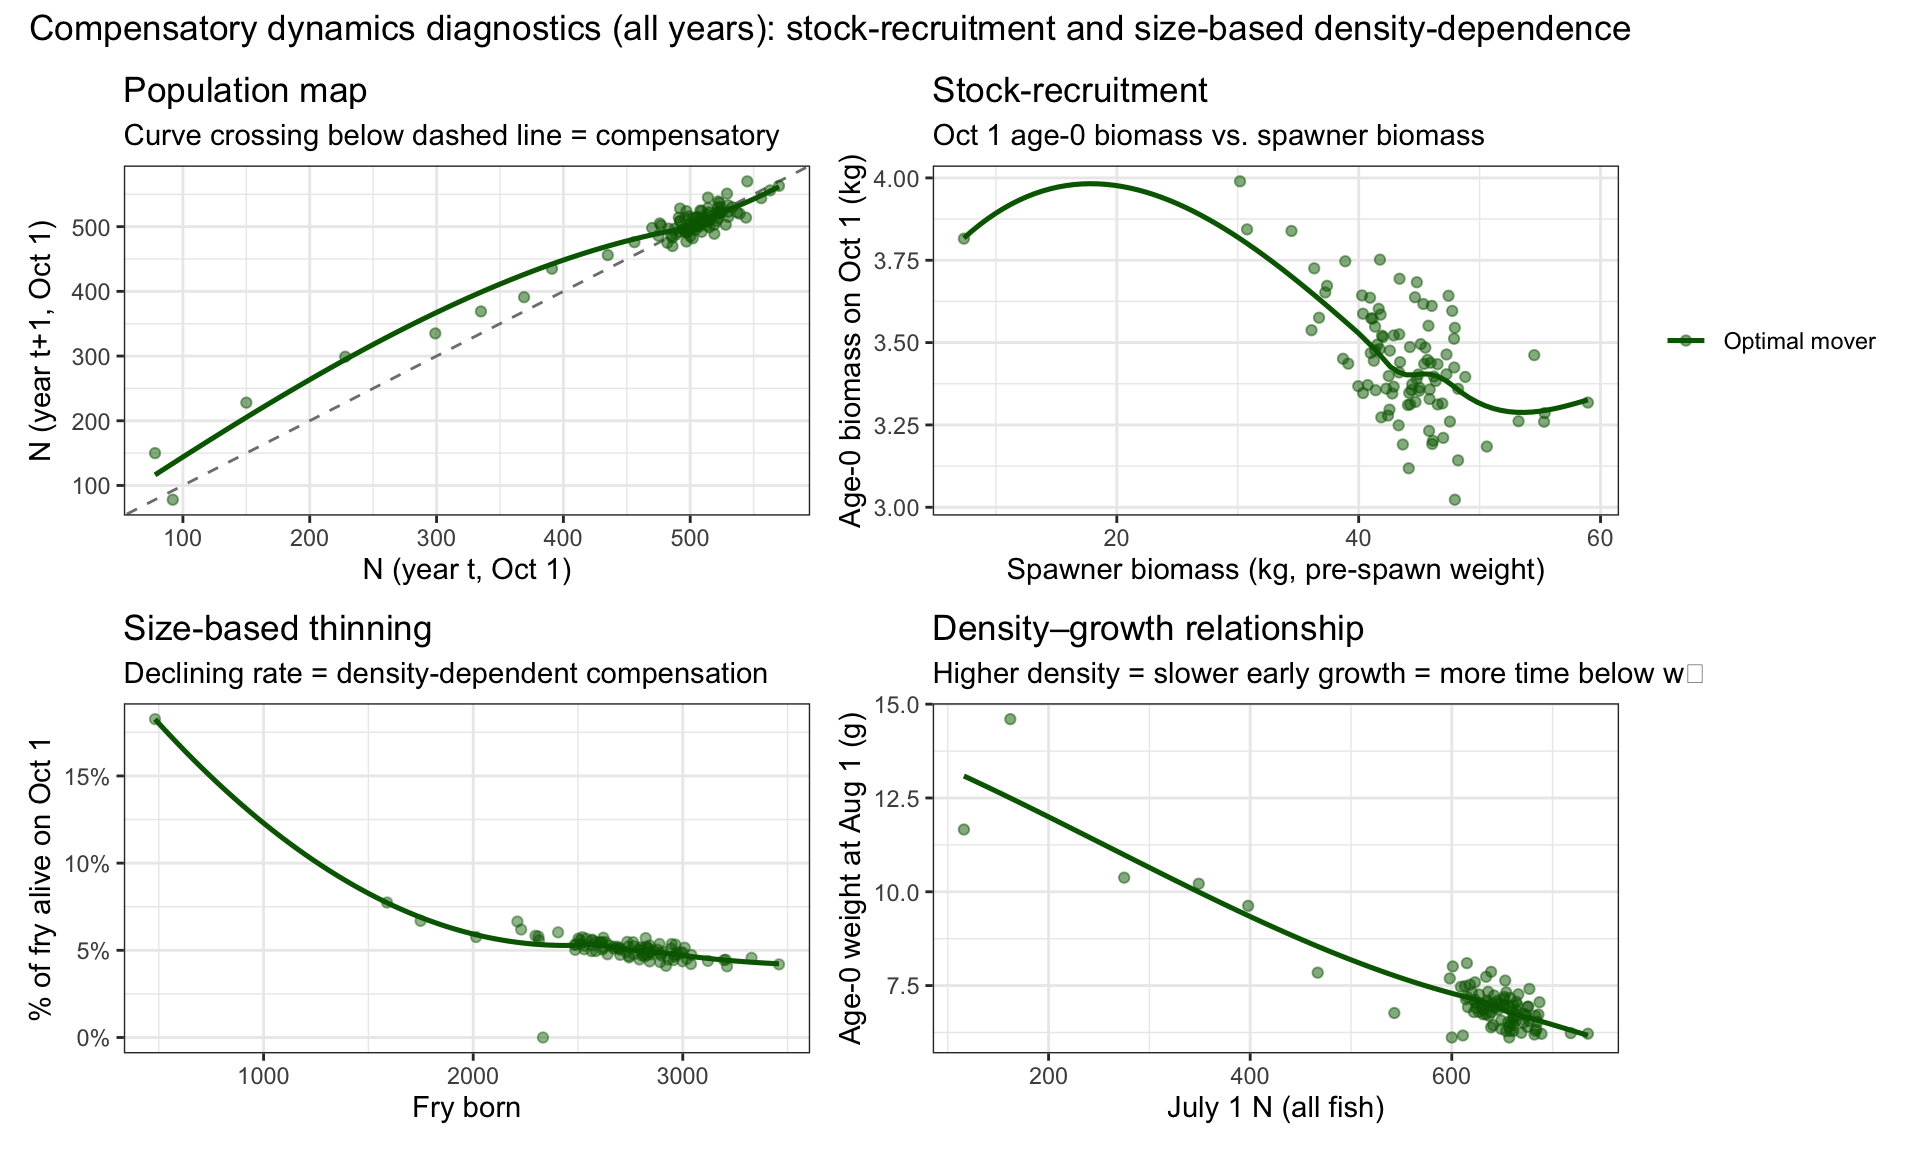 Compensatory dynamics diagnostics (all years): stock-recruitment and size-based density-dependence
Population map
Curve crossing below dashed line = compensatory
N (year t+1, Oct 1)
500
400
300
200
100
100 200 300 400 500
N (year t, Oct 1)
Stock-recruitment
Oct 1 age-0 biomass vs. spawner biomass
Age-0 biomass on Oct 1 (kg)
4.00
3.75
3.50
3.25
3.00
20 40 60
Spawner biomass (kg, pre-spawn weight)
Optimal mover
Size-based thinning
Declining rate = density-dependent compensation
% of fry alive on Oct 1
15%
10%
5%
0%
1000 2000 3000
Fry born
Density–growth relationship
Higher density = slower early growth = more time below w□
Age-0 weight at Aug 1 (g)
15.0
12.5
10.0
7.5
200 400 600
July 1 N (all fish)